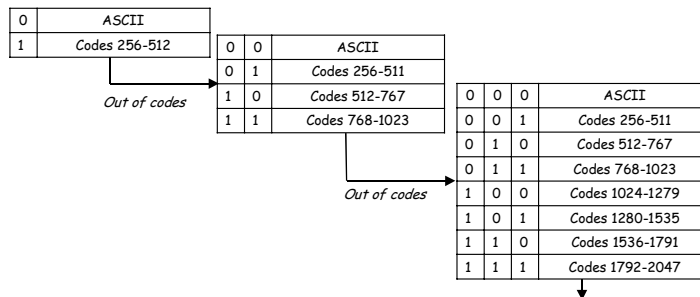 0 ASCII
1 Codes 256-512
Out of codes
0 0 ASCII
0 1 Codes 256-511
1 0 Codes 512-767
1 1 Codes 768-1023
Out of codes
0 0 0 ASCII
0 0 1 Codes 256-511
0 1 0 Codes 512-767
0 1 1 Codes 768-1023
1 0 0 Codes 1024-1279
1 0 1 Codes 1280-1535
1 1 0 Codes 1536-1791
1 1 1 Codes 1792-2047